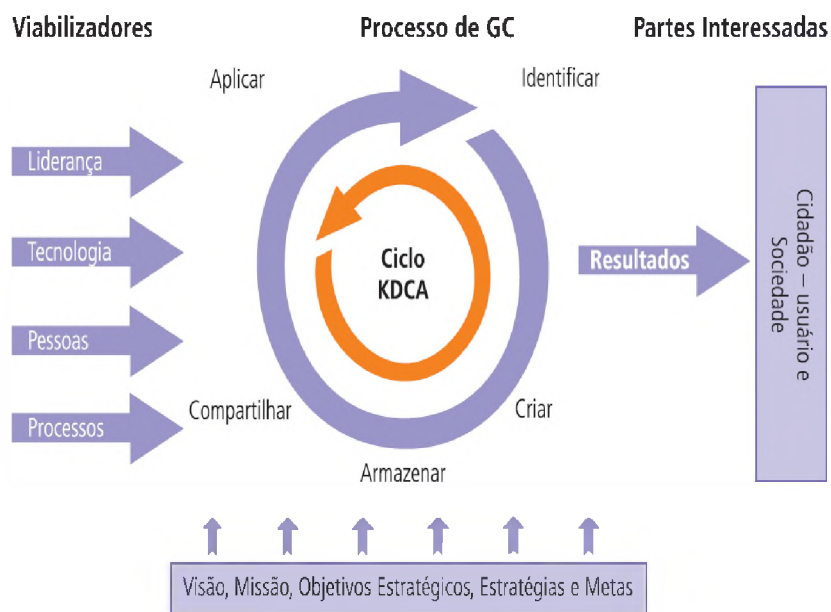 Viabilizadores
Processo de GC
Partes Interessadas
Aplicar
Identificar
Liderança
Tecnologia
Pessoas
Processos
Ciclo
KDCA
Compartilhar
Criar
Armazenar
Resultados
Cidadão – usuário e
Sociedade
Visão, Missão, Objetivos Estratégicos, Estratégias e Metas